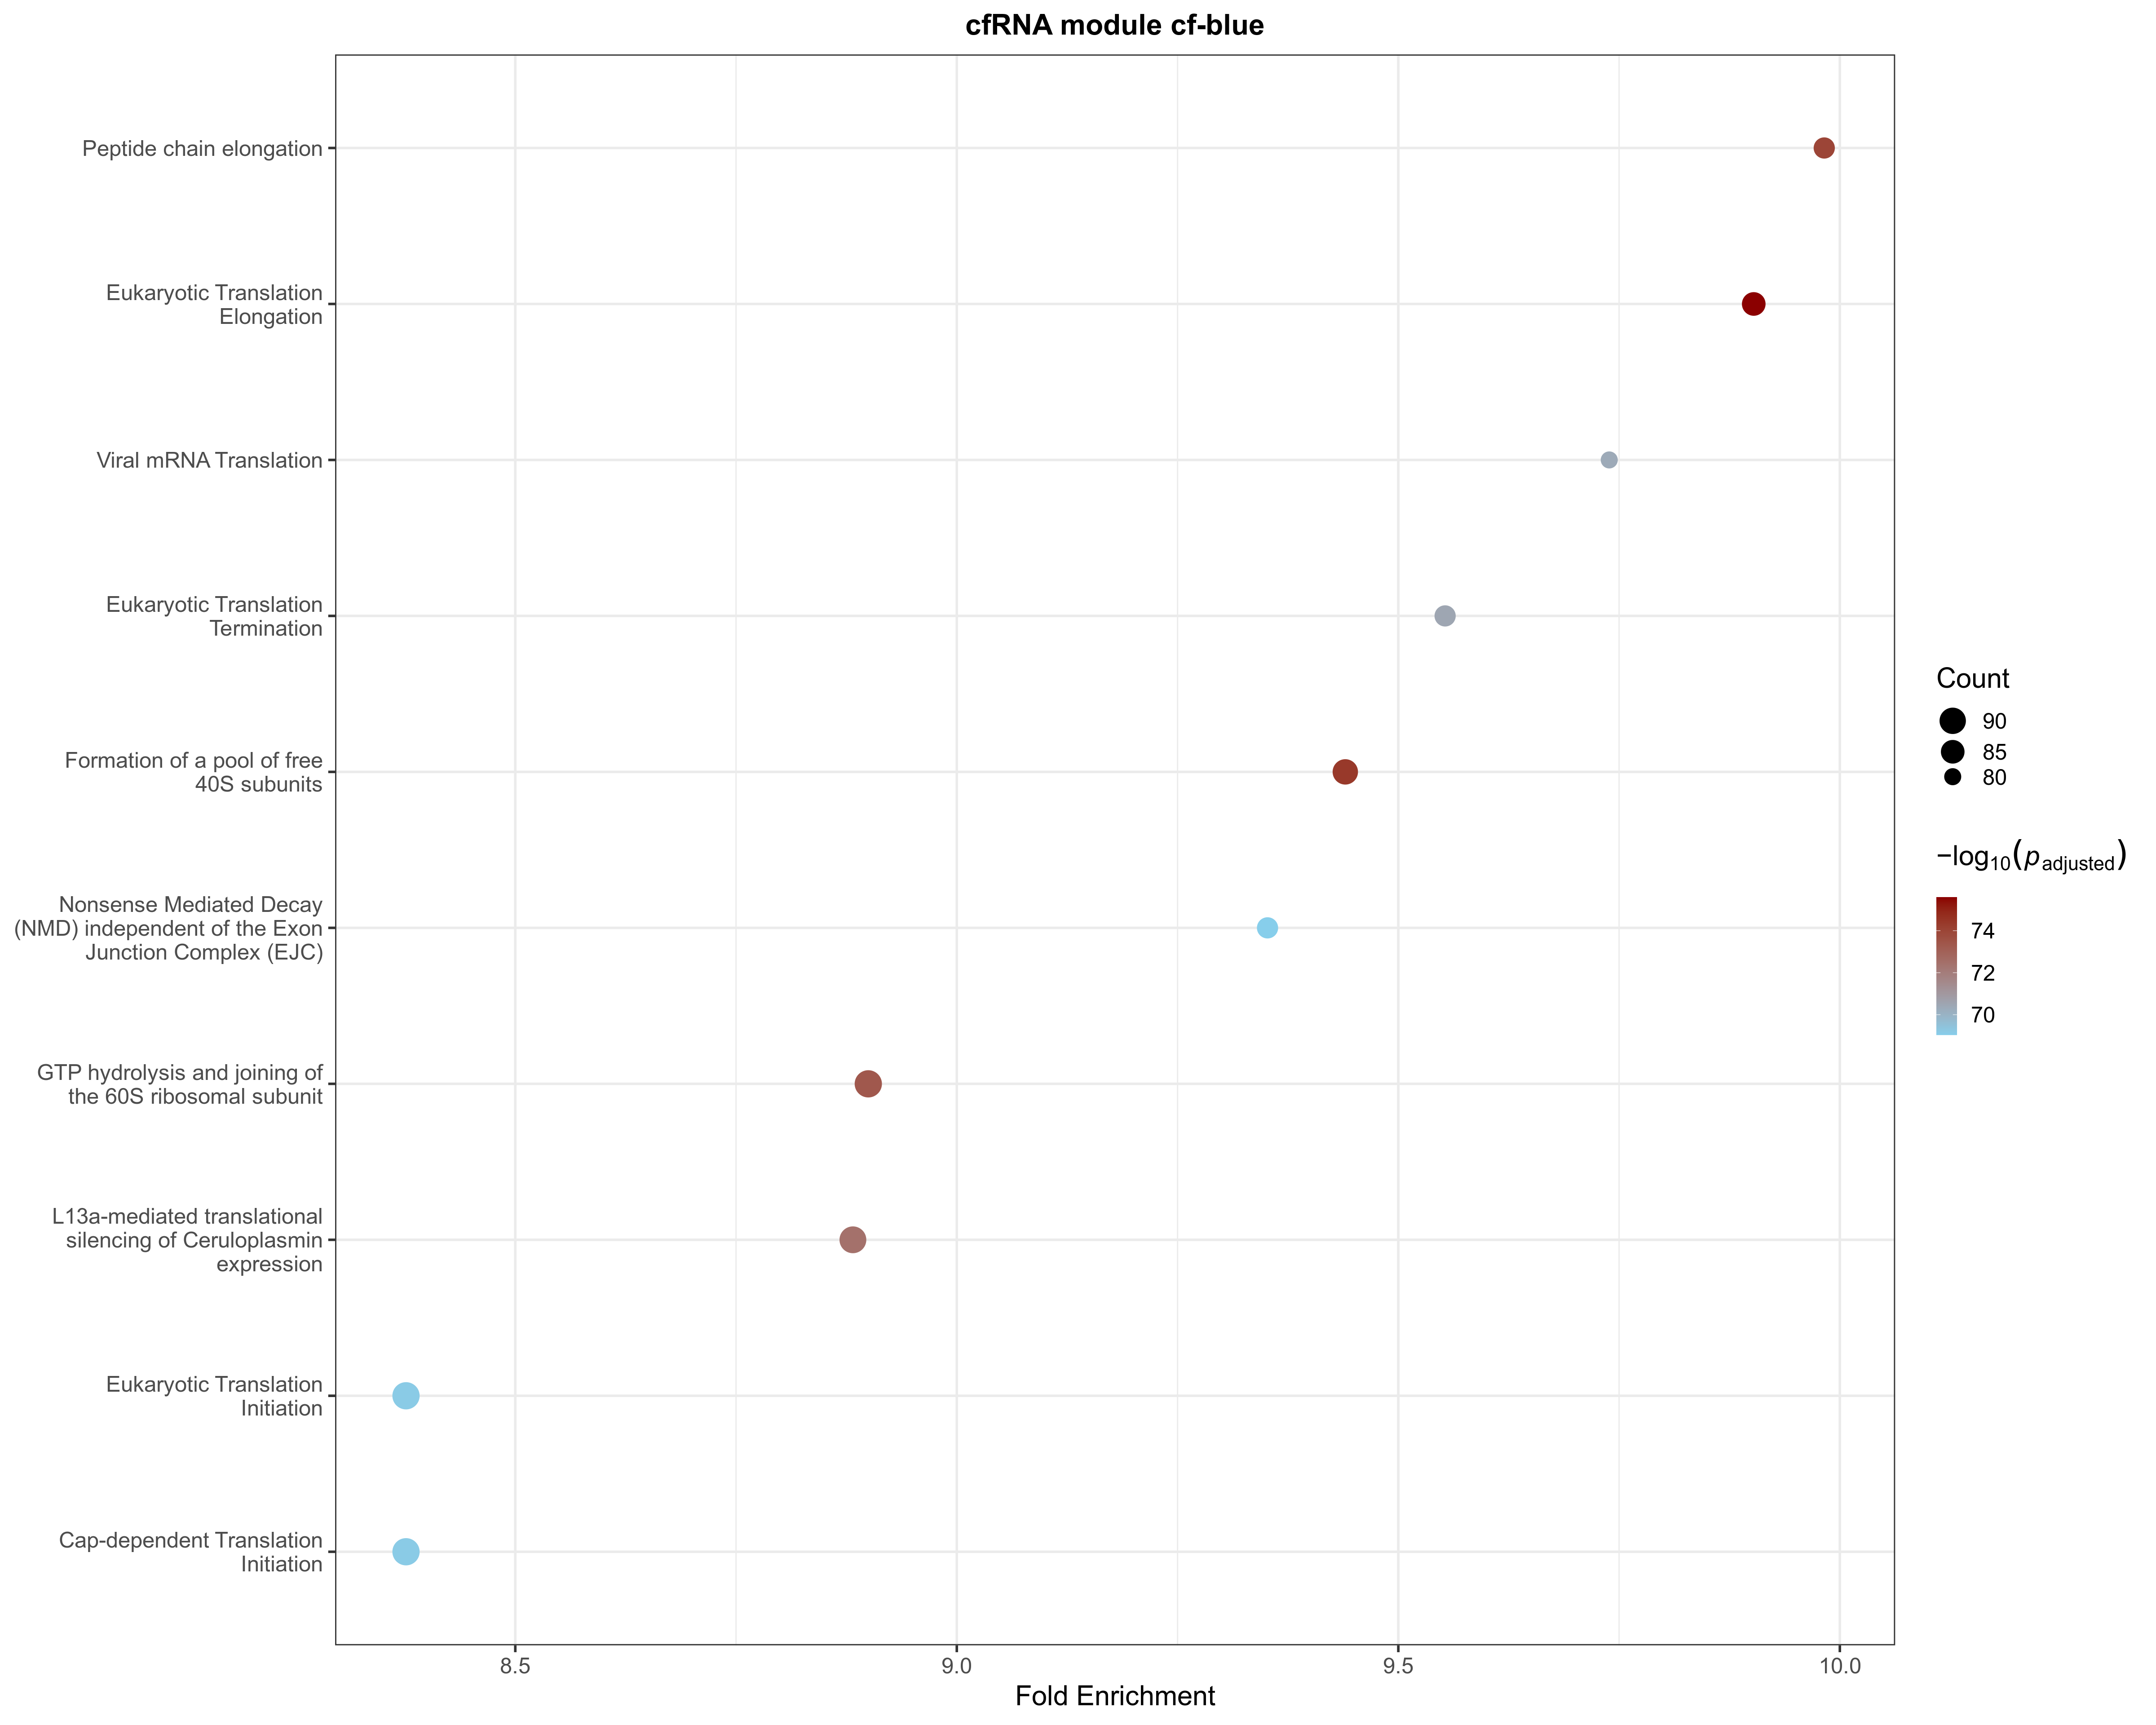 cfRNA module cf-blue
Peptide chain elongation
Eukaryotic Translation
Elongation
Viral mRNA Translation
Eukaryotic Translation
Termination
Formation of a pool of free
40S subunits
Nonsense Mediated Decay
(NMD) independent of the Exon
Junction Complex (EJC)
GTP hydrolysis and joining of
the 60S ribosomal subunit
L13a-mediated translational
silencing of Ceruloplasmin
expression
Eukaryotic Translation
Initiation
Cap-dependent Translation
Initiation
8.5 9.0 9.5 10.0
Fold Enrichment
Count
90
85
80
−log10(padjusted)
74
72
70